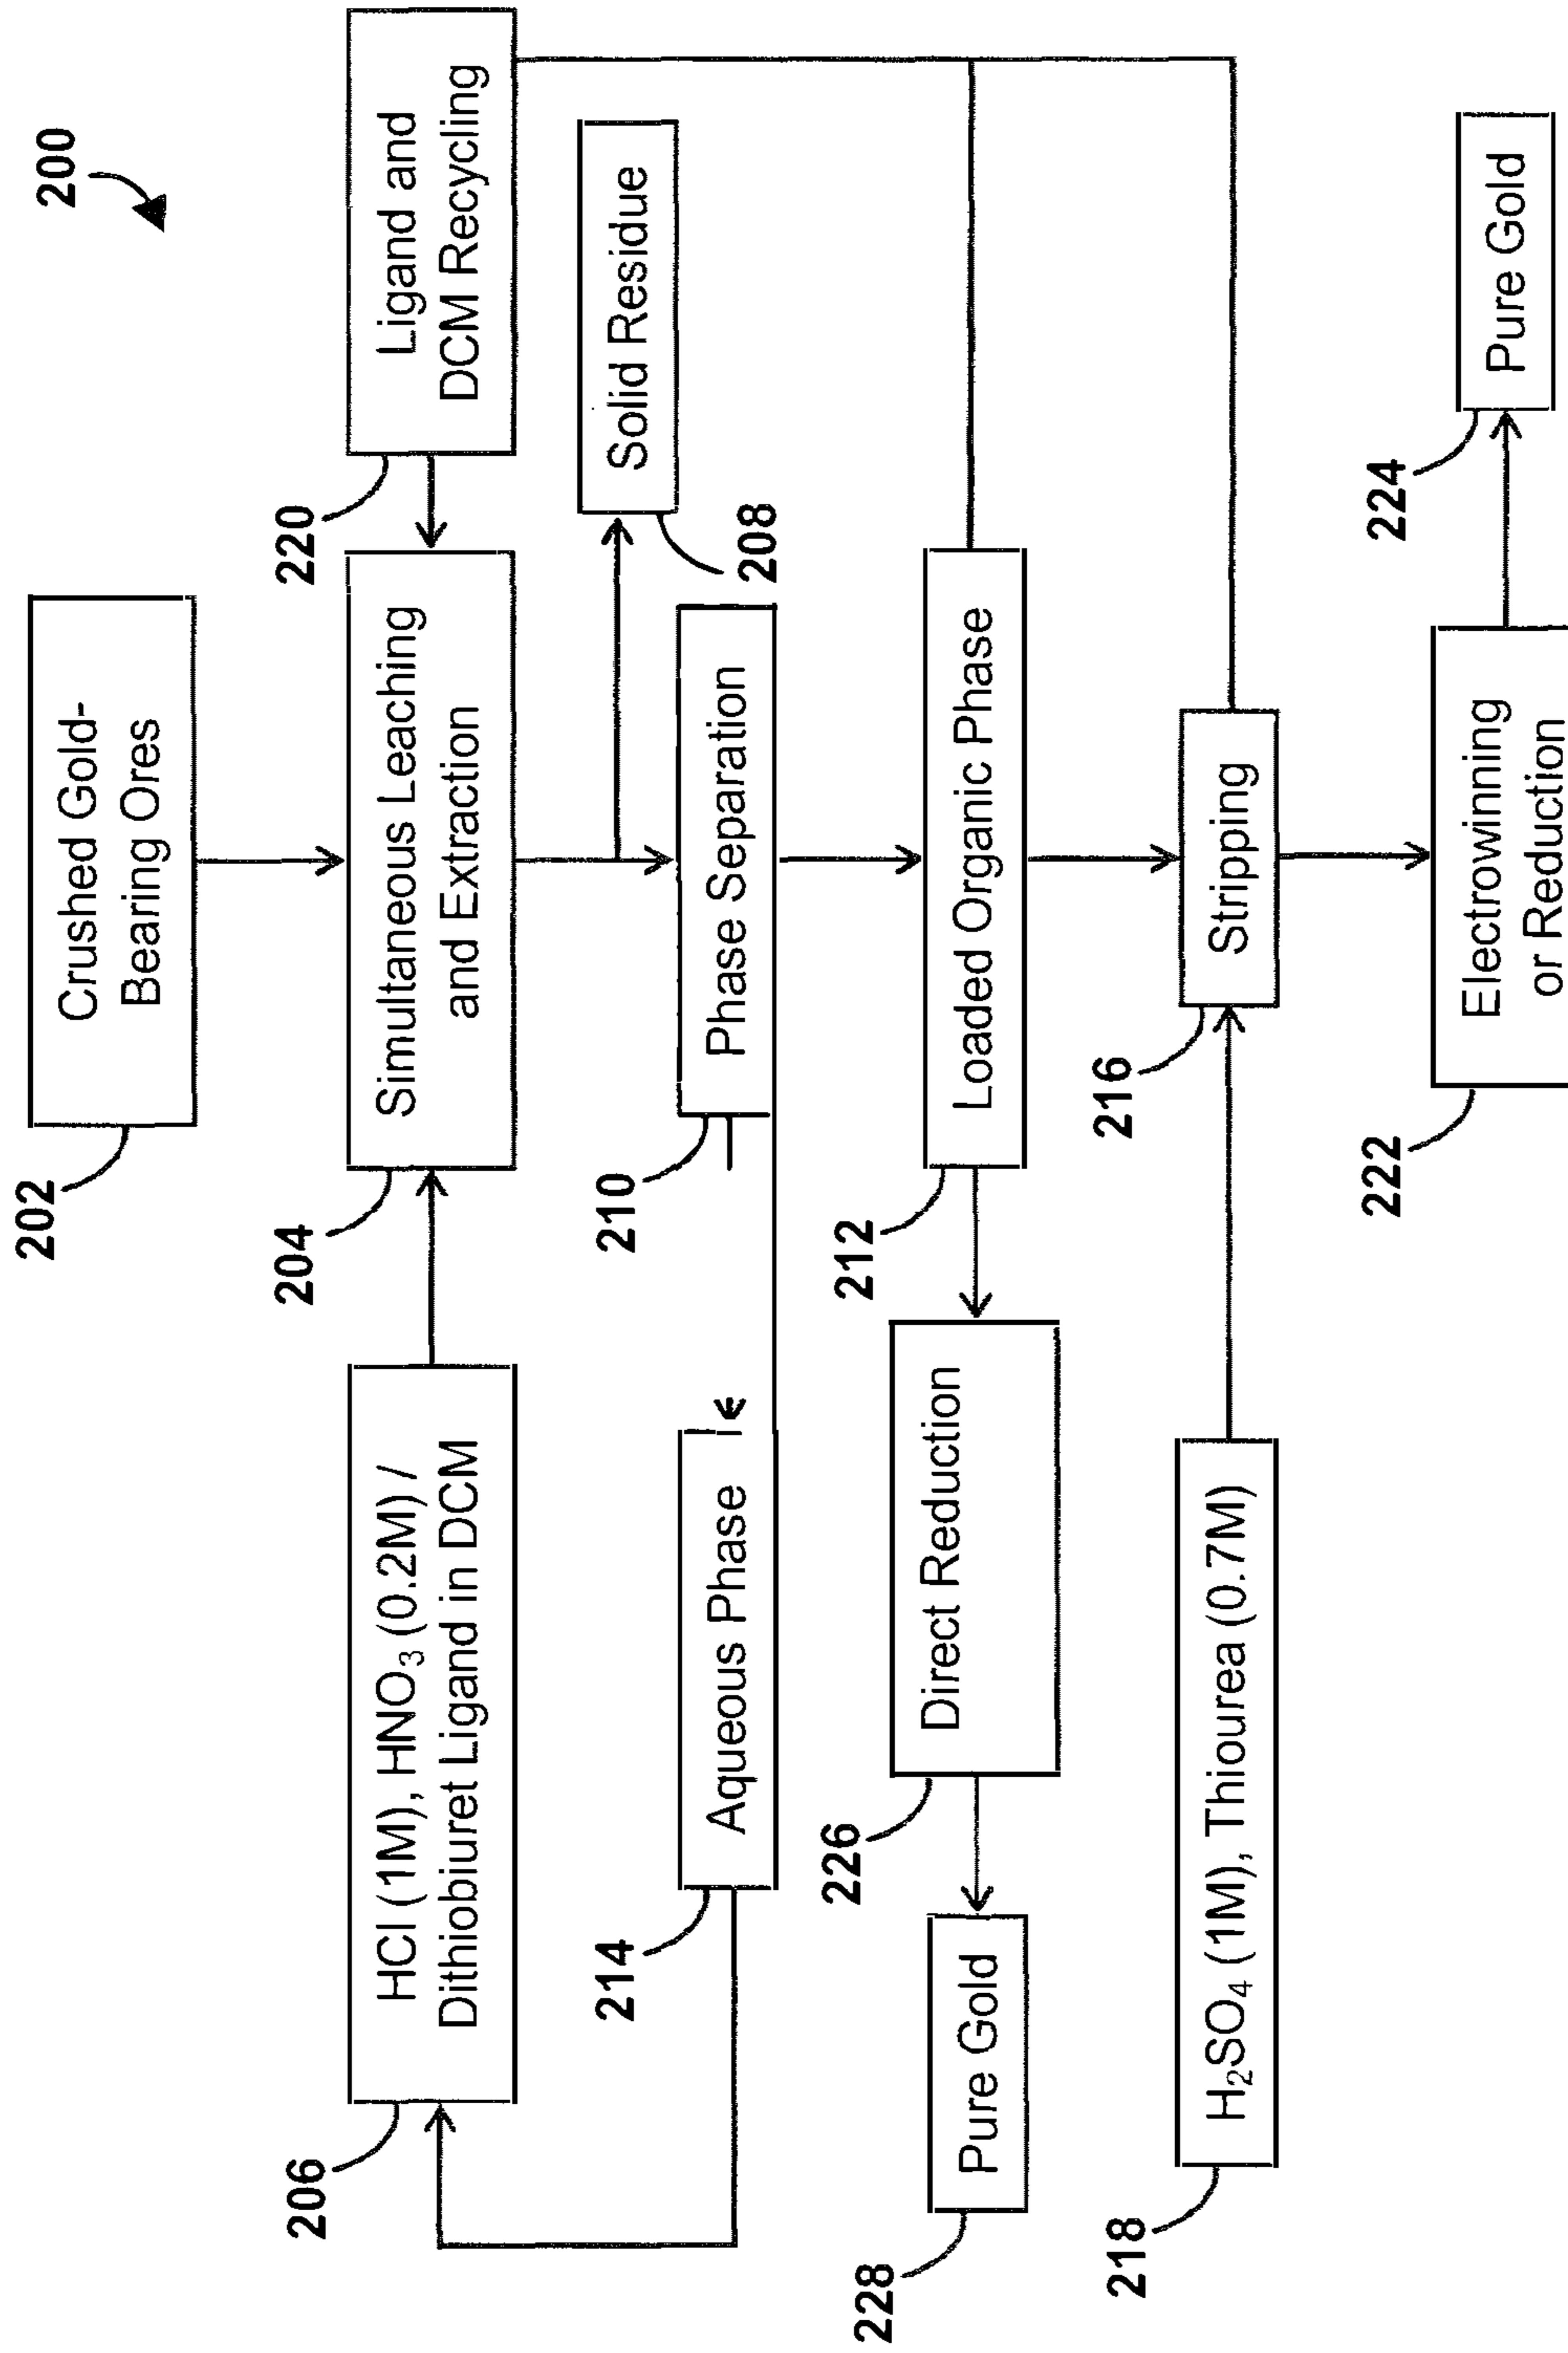 200
202
Crushed Gold-
Bearing Ores
206
HCl (1M), HNO₃ (0.2M) /
Dithiobiuret Ligand in DCM
204
Simultaneous Leaching
and Extraction
220
Ligand and
DCM Recycling
Solid Residue
208
214
Aqueous Phase
210
Phase Separation
228
Pure Gold
226
Direct Reduction
212
Loaded Organic Phase
218
H₂SO₄ (1M), Thiourea (0.7M)
216
Stripping
222
Electrowinning
or Reduction
224
Pure Gold